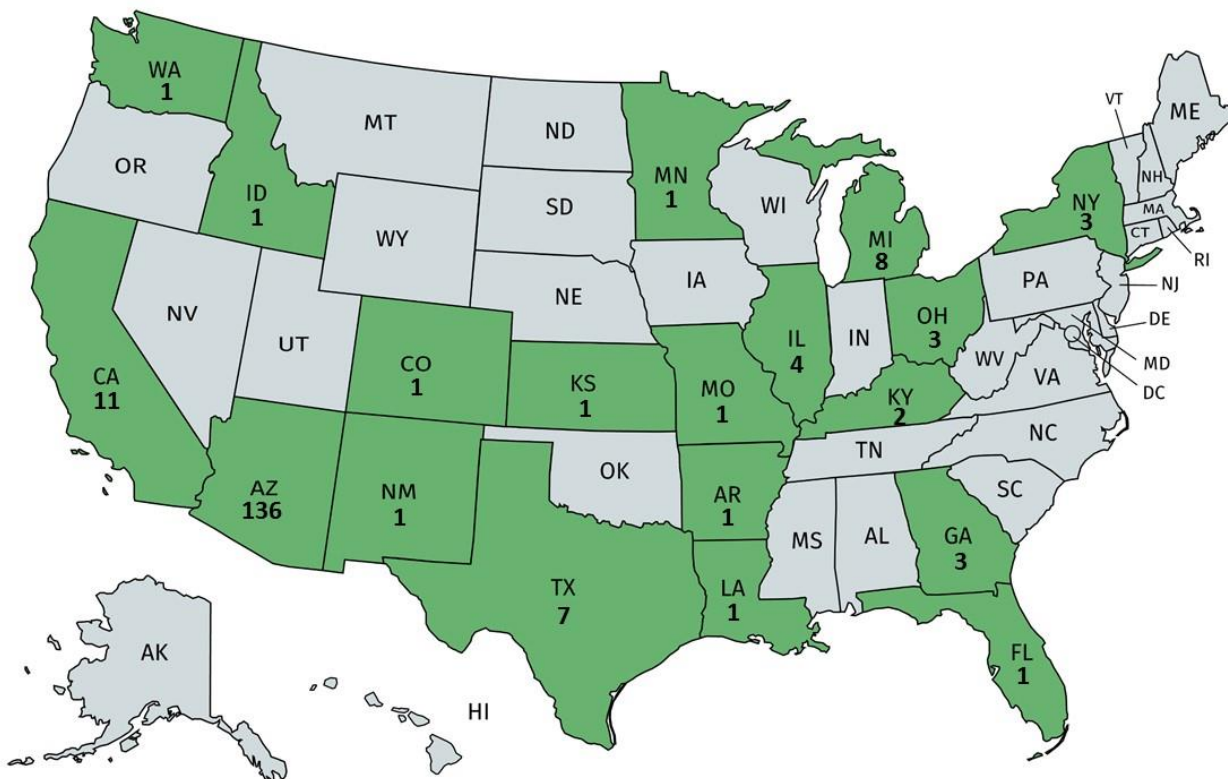 WA
1
MT
ND
MN
1
OR
ID
1
SD
WI
MI
8
NY
3
VT
ME
NH
MA
CT
RI
WY
IA
NE
PA
NJ
NV
UT
CO
1
IL
4
IN
OH
3
DE
MD
DC
WV
VA
CA
11
KS
1
MO
1
KY
2
AZ
136
NM
1
OK
AR
1
TN
NC
SC
MS
AL
GA
3
TX
7
LA
1
FL
1
AK
HI